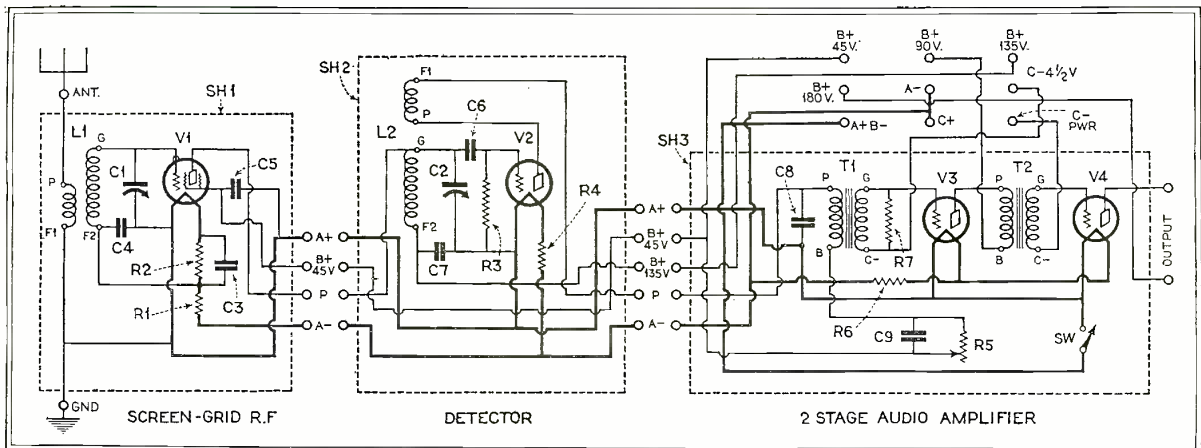 ANT.
SH1
L1
G
V1
C1
C5
P
F1
F2
C4
R2
C3
R1
GND
SCREEN-GRID R.F
A+
B+
45V
P
A-
SH2
F1
P
L2
G
C6
V2
C2
R4
F2
C7
R3
DETECTOR
A+
B+
45V
B+
135V
P
A-
B+
45V.
B+
90V.
B+
135V
C-4½V
B+
180V.
A-
A+B-
C+
C-
PWR
SH3
C8
T1
P
G
V3
T2
P
G
V4
B
C-
R7
B
C-
R6
C9
R5
SW
OUTPUT
2 STAGE AUDIO AMPLIFIER